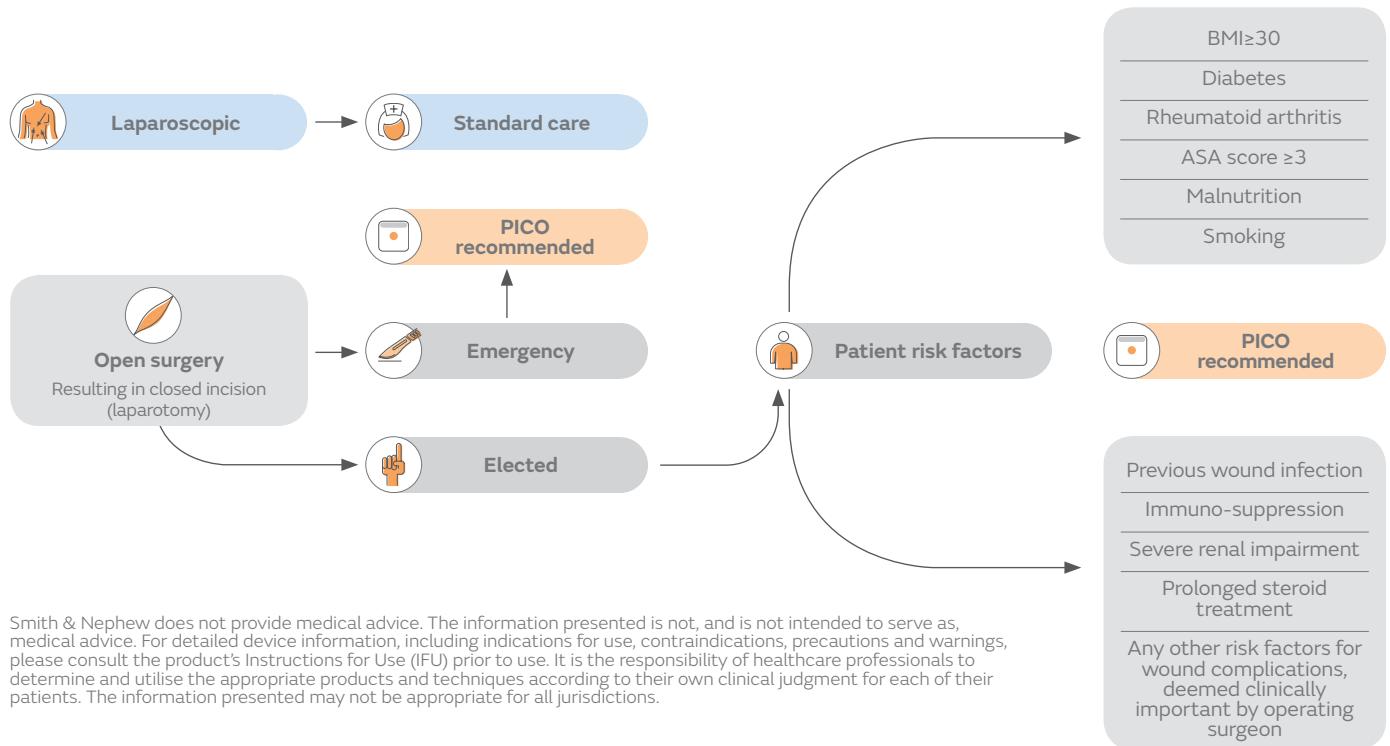 Laparoscopic
Standard care
PICO
recommended
Open surgery
Resulting in closed incision
(laparotomy)
Emergency
Elected
Patient risk factors
BMI≥30
Diabetes
Rheumatoid arthritis
ASA score ≥3
Malnutrition
Smoking
PICO
recommended
Previous wound infection
Immuno-suppression
Severe renal impairment
Prolonged steroid
treatment
Any other risk factors for
wound complications,
deemed clinically
important by operating
surgeon
Smith & Nephew does not provide medical advice. The information presented is not, and is not intended to serve as,
medical advice. For detailed device information, including indications for use, contraindications, precautions and warnings,
please consult the product's Instructions for Use (IFU) prior to use. It is the responsibility of healthcare professionals to
determine and utilise the appropriate products and techniques according to their own clinical judgment for each of their
patients. The information presented may not be appropriate for all jurisdictions.